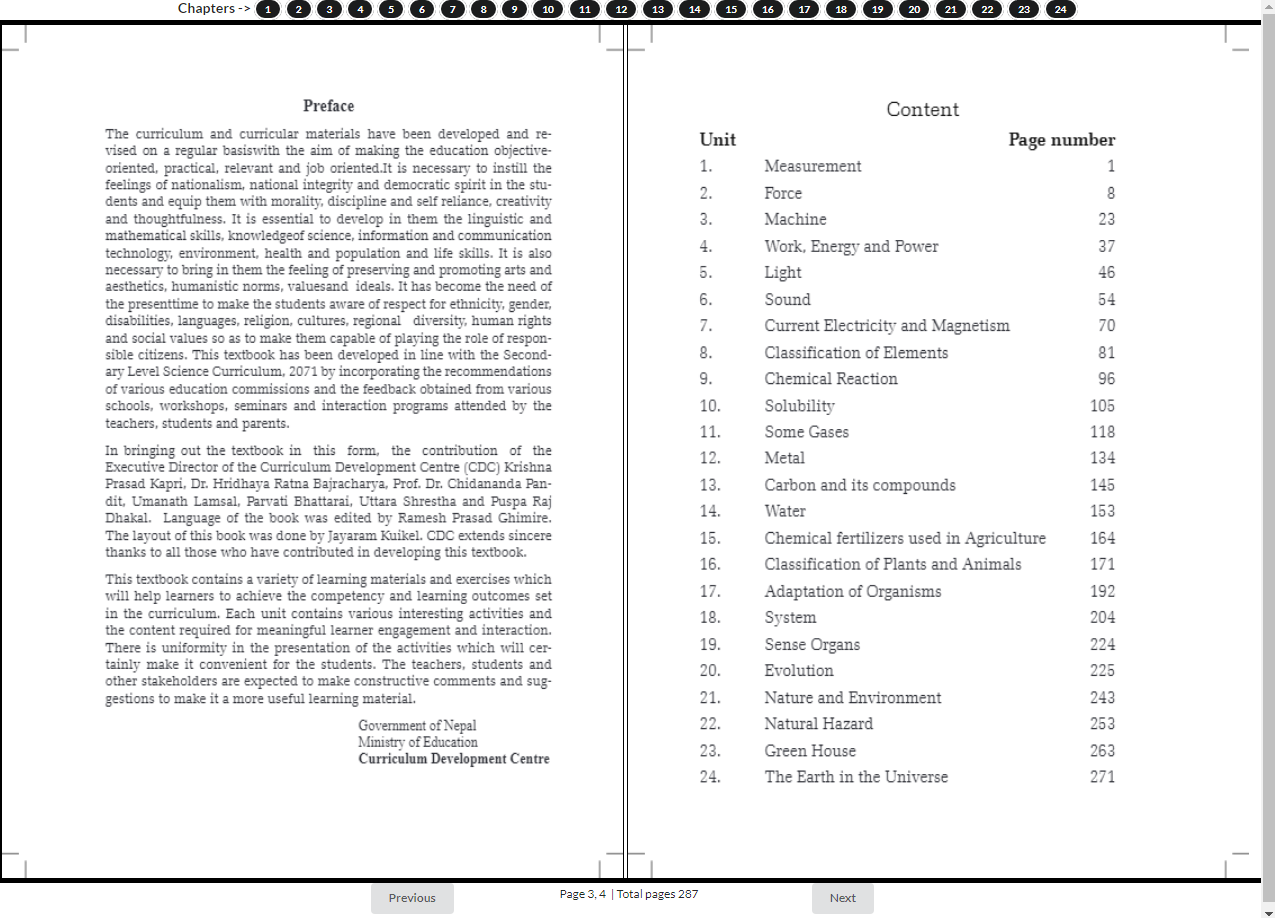 Chapters -> 1 2 3 4 5 6 7 8 9 10 11 12 13 14 15 16 17 18 19 20 21 22 23 24
Preface
The curriculum and curricular materials have been developed and re-
vised on a regular basiswith the aim of making the education objective-
oriented, practical, relevant and job oriented.It is necessary to instill the
feelings of nationalism, national integrity and democratic spirit in the stu-
dents and equip them with morality, discipline and self reliance, creativity
and thoughtfulness. It is essential to develop in them the linguistic and
mathematical skills, knowledgeof science, information and communication
technology, environment, health and population and life skills. It is also
necessary to bring in them the feeling of preserving and promoting arts and
aesthetics, humanistic norms, valuesand ideals. It has become the need of
the presenttime to make the students aware of respect for ethnicity, gender,
disabilities, languages, religion, cultures, regional diversity, human rights
and social values so as to make them capable of playing the role of respon-
sible citizens. This textbook has been developed in line with the Second-
ary Level Science Curriculum, 2071 by incorporating the recommendations
of various education commissions and the feedback obtained from various
schools, workshops, seminars and interaction programs attended by the
teachers, students and parents.
In bringing out the textbook in this form, the contribution of the
Executive Director of the Curriculum Development Centre (CDC) Krishna
Prasad Kapri, Dr. Hridhaya Ratna Bajracharya, Prof. Dr. Chidananda Pan-
dit, Umanath Lamsal, Parvati Bhattarai, Uttara Shrestha and Puspa Raj
Dhakal. Language of the book was edited by Ramesh Prasad Ghimire.
The layout of this book was done by Jayaram Kuikel. CDC extends sincere
thanks to all those who have contributed in developing this textbook.
This textbook contains a variety of learning materials and exercises which
will help learners to achieve the competency and learning outcomes set
in the curriculum. Each unit contains various interesting activities and
the content required for meaningful learner engagement and interaction.
There is uniformity in the presentation of the activities which will cer-
tainly make it convenient for the students. The teachers, students and
other stakeholders are expected to make constructive comments and sug-
gestions to make it a more useful learning material.
Government of Nepal
Ministry of Education
Curriculum Development Centre
Content
Unit Page number
1. Measurement 1
2. Force 8
3. Machine 23
4. Work, Energy and Power 37
5. Light 46
6. Sound 54
7. Current Electricity and Magnetism 70
8. Classification of Elements 81
9. Chemical Reaction 96
10. Solubility 105
11. Some Gases 118
12. Metal 134
13. Carbon and its compounds 145
14. Water 153
15. Chemical fertilizers used in Agriculture 164
16. Classification of Plants and Animals 171
17. Adaptation of Organisms 192
18. System 204
19. Sense Organs 224
20. Evolution 225
21. Nature and Environment 243
22. Natural Hazard 253
23. Green House 263
24. The Earth in the Universe 271
Previous Page 3, 4 | Total pages 287 Next